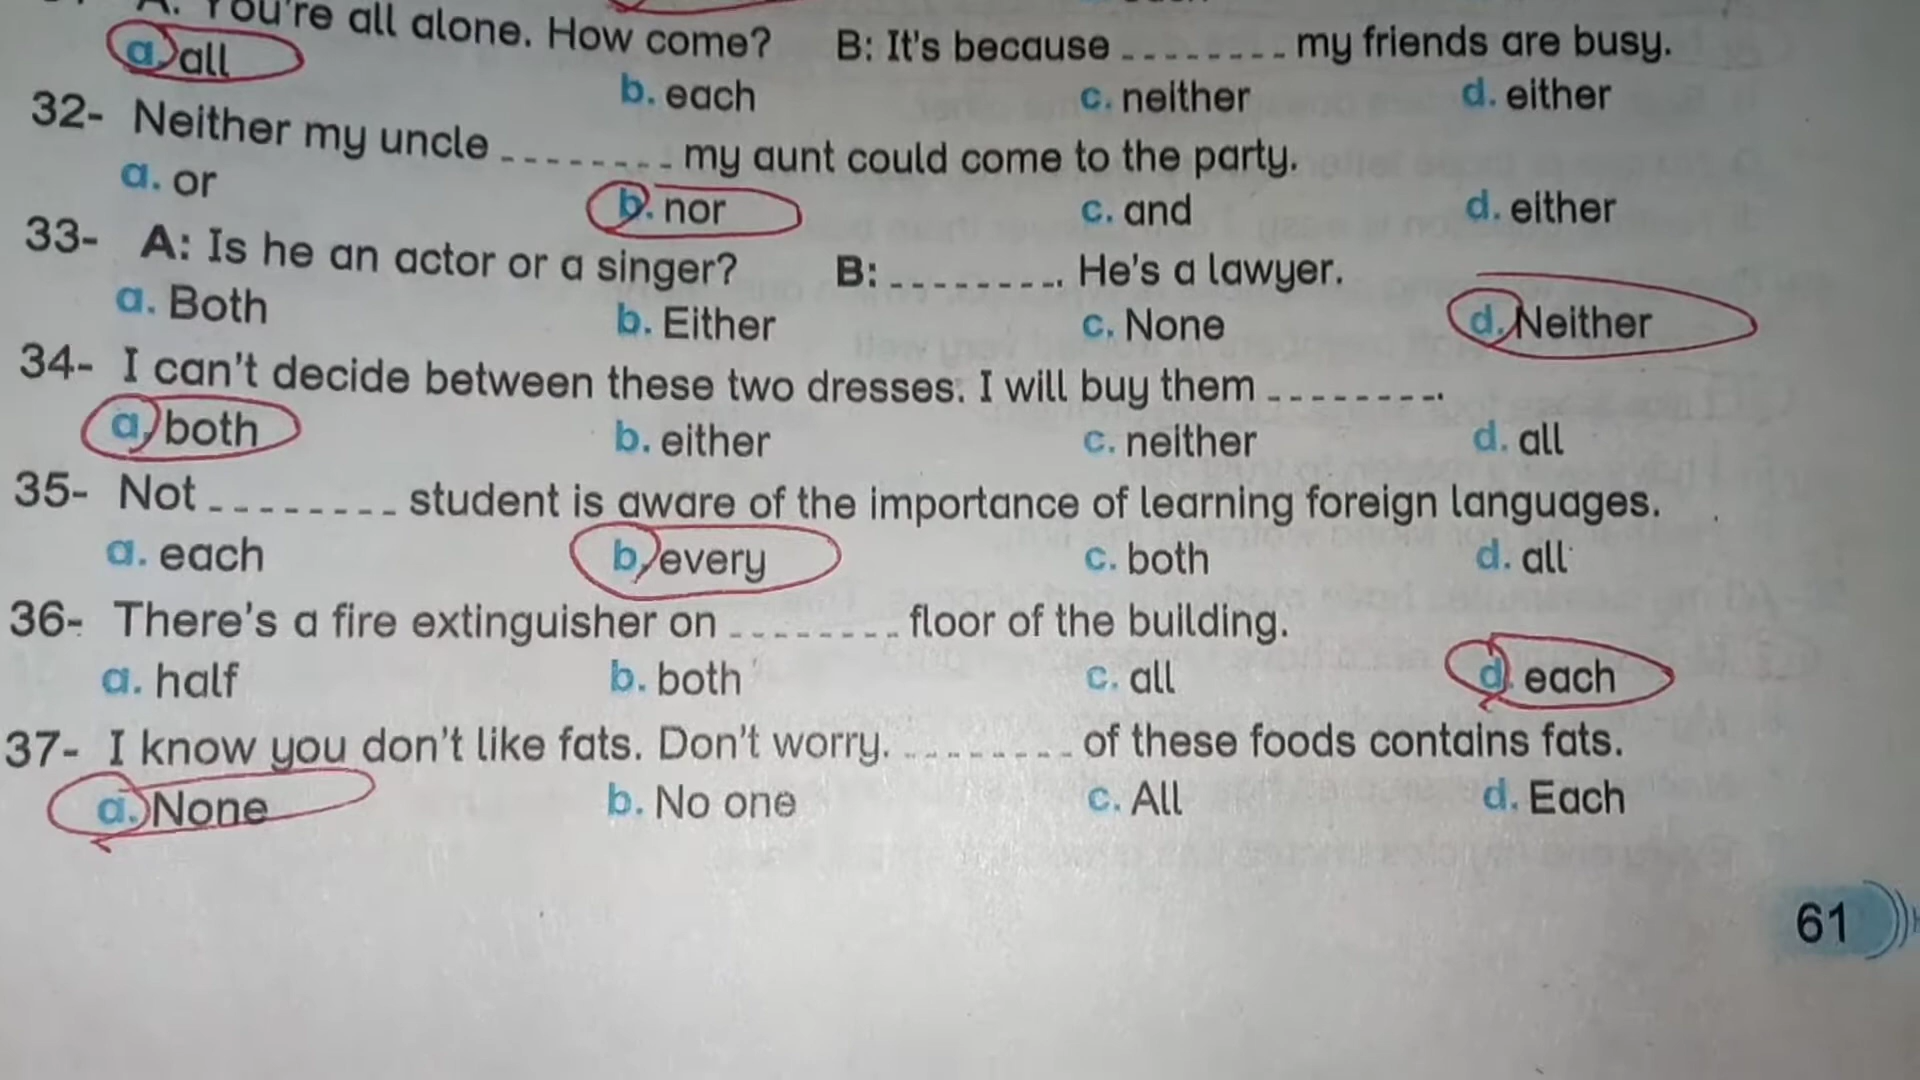 A. You're all alone. How come? B: It's because -------- my friends are busy.
a. all b. each c. neither d. either
32- Neither my uncle -------- my aunt could come to the party.
a. or b. nor c. and d. either
33- A: Is he an actor or a singer? B: --------. He's a lawyer.
a. Both b. Either c. None d. Neither
34- I can't decide between these two dresses. I will buy them --------.
a. both b. either c. neither d. all
35- Not -------- student is aware of the importance of learning foreign languages.
a. each b. every c. both d. all
36- There's a fire extinguisher on -------- floor of the building.
a. half b. both c. all d. each
37- I know you don't like fats. Don't worry. -------- of these foods contains fats.
a. None b. No one c. All d. Each
61